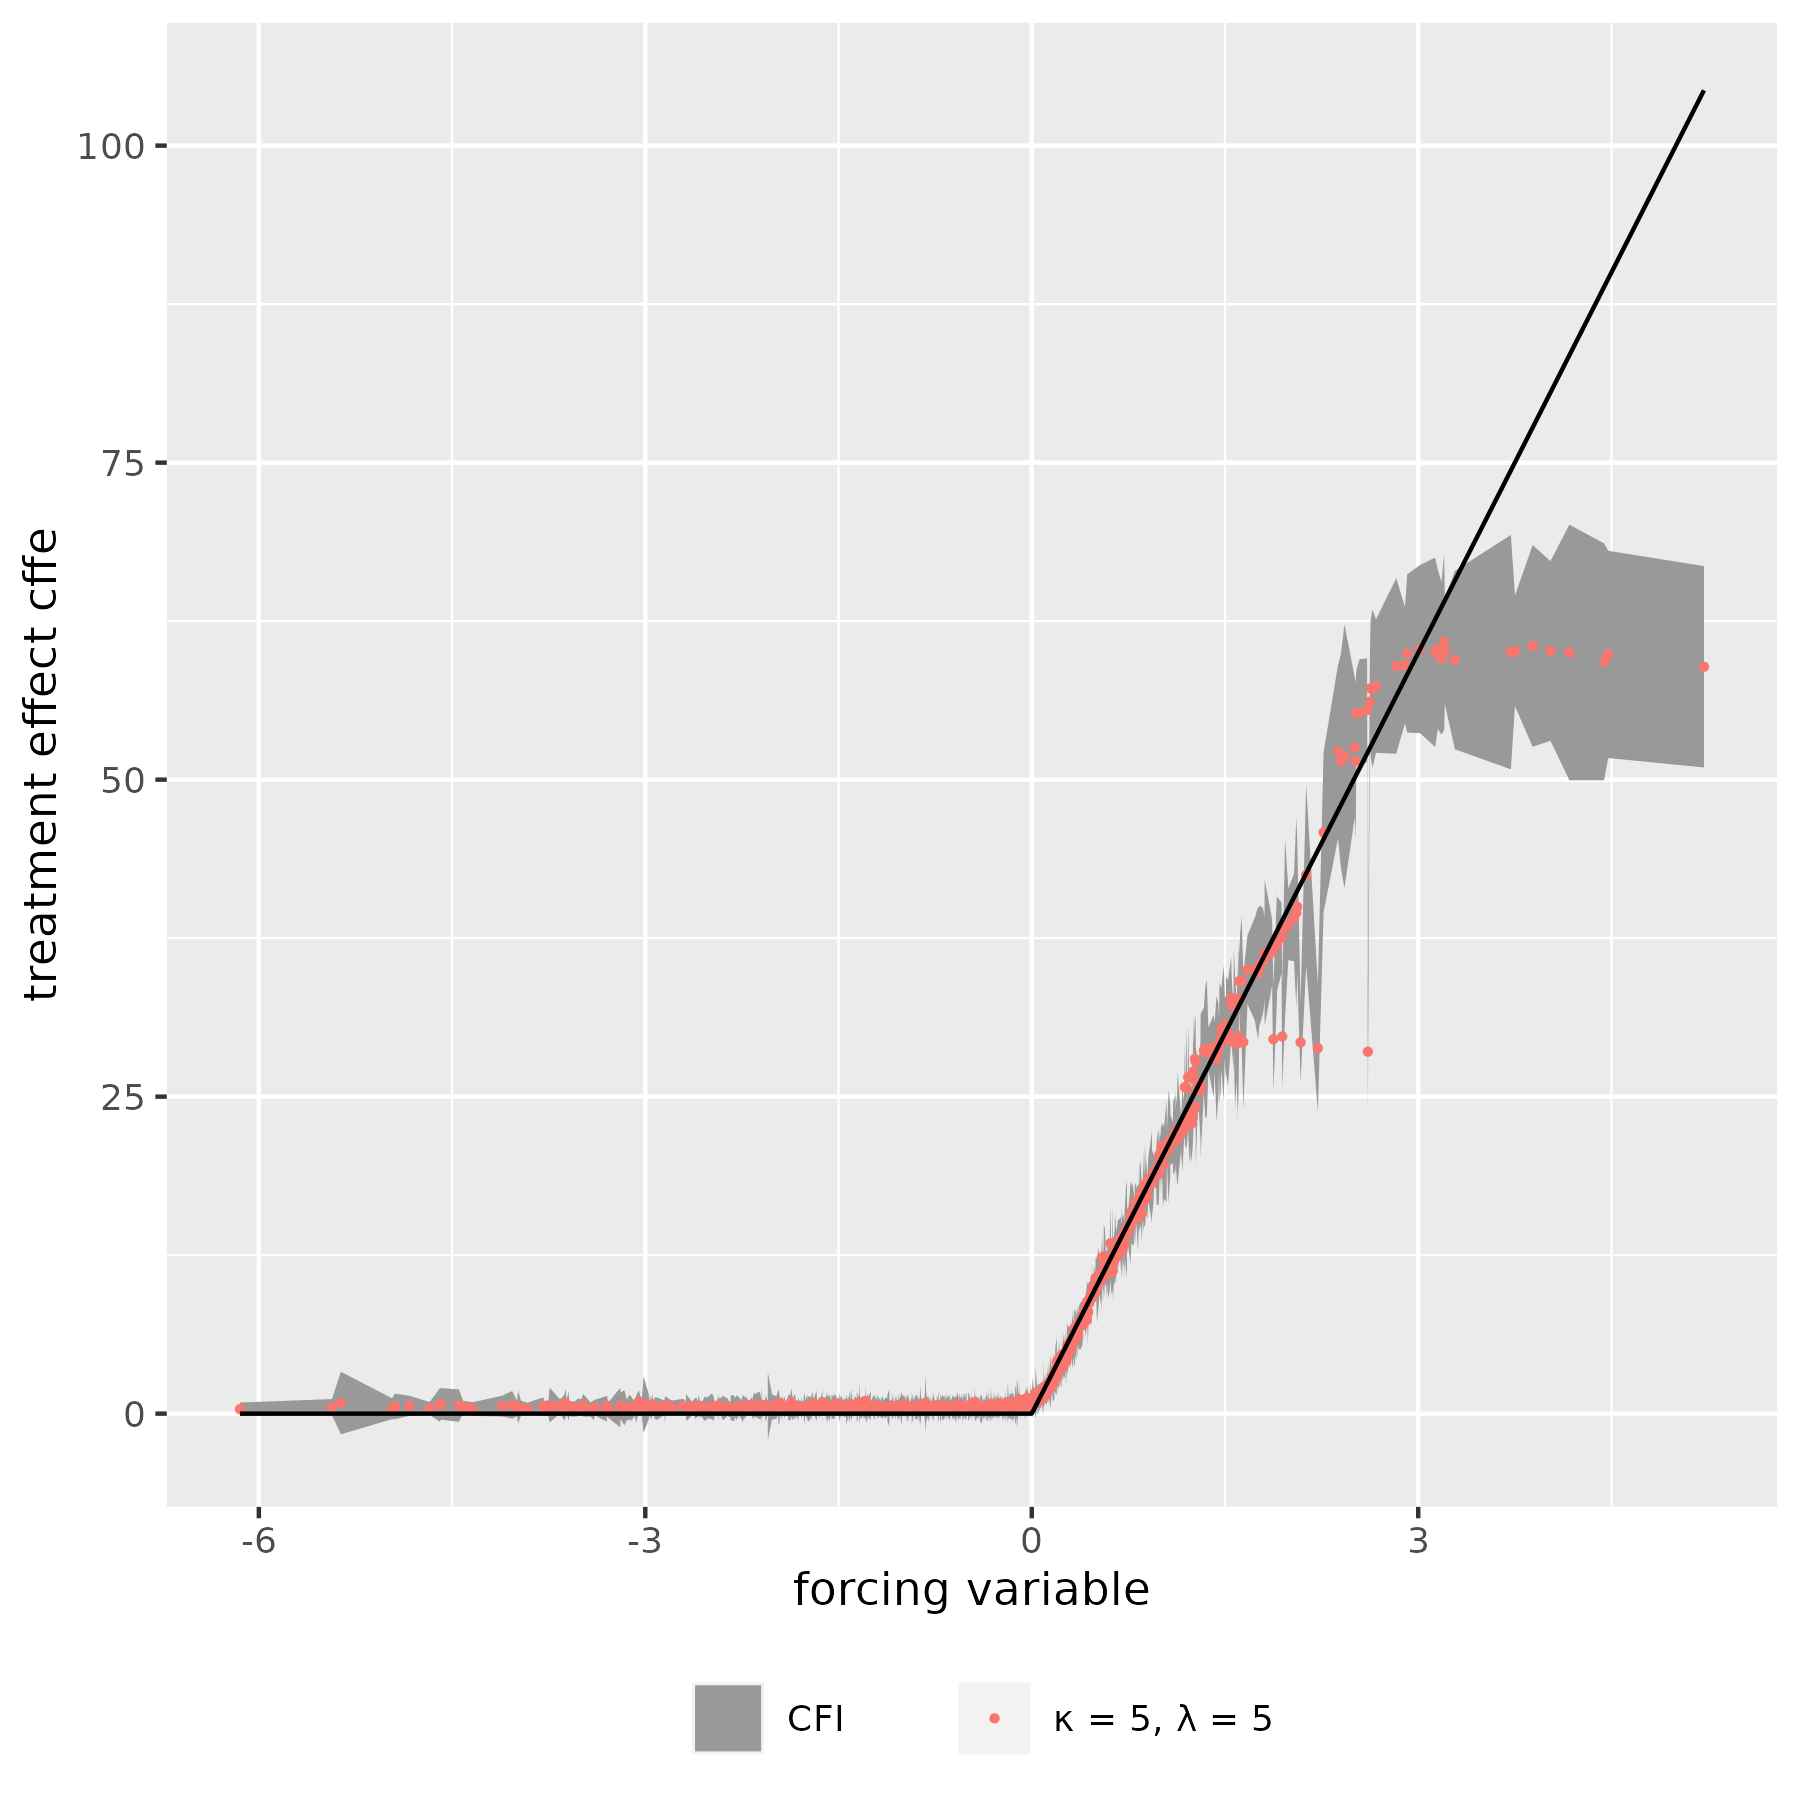 100
75
50
25
0
treatment effect cffe
-6
-3
0
3
forcing variable
CFI
κ = 5, λ = 5